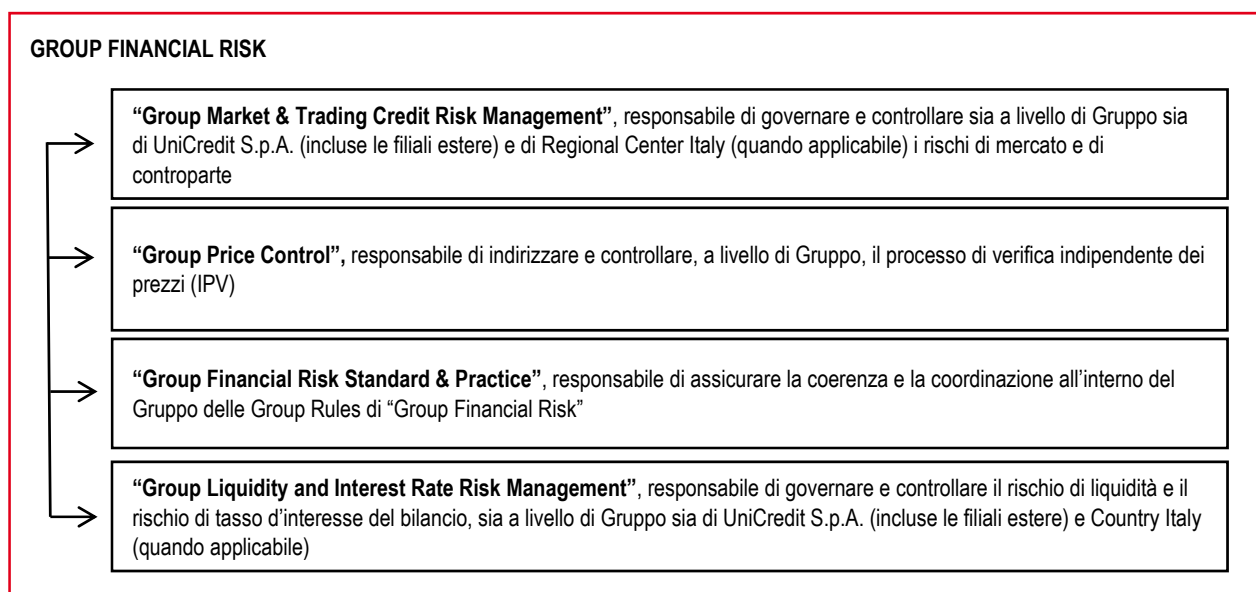 GROUP FINANCIAL RISK
“Group Market & Trading Credit Risk Management”, responsabile di governare e controllare sia a livello di Gruppo sia
di UniCredit S.p.A. (incluse le filiali estere) e di Regional Center Italy (quando applicabile) i rischi di mercato e di
controparte
“Group Price Control”, responsabile di indirizzare e controllare, a livello di Gruppo, il processo di verifica indipendente dei
prezzi (IPV)
“Group Financial Risk Standard & Practice”, responsabile di assicurare la coerenza e la coordinazione all’interno del
Gruppo delle Group Rules di “Group Financial Risk”
“Group Liquidity and Interest Rate Risk Management”, responsabile di governare e controllare il rischio di liquidità e il
rischio di tasso d’interesse del bilancio, sia a livello di Gruppo sia di UniCredit S.p.A. (incluse le filiali estere) e Country Italy
(quando applicabile)